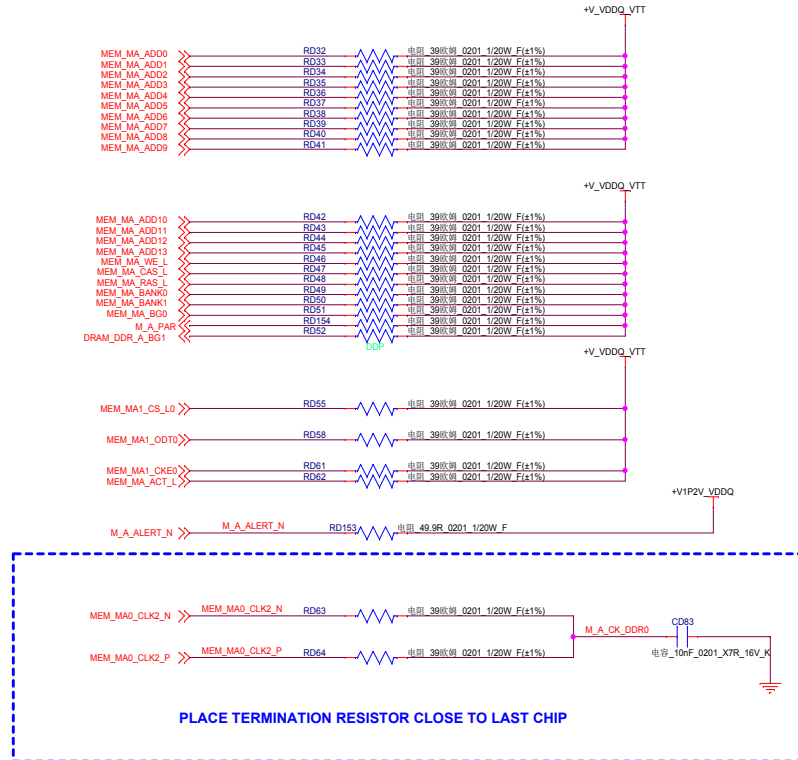 +V_VDDQ_VTT
MEM_MA_ADD0 RD32 电阻_39欧姆_0201_1/20W_F(±1%)
MEM_MA_ADD1 RD33 电阻_39欧姆_0201_1/20W_F(±1%)
MEM_MA_ADD2 RD34 电阻_39欧姆_0201_1/20W_F(±1%)
MEM_MA_ADD3 RD35 电阻_39欧姆_0201_1/20W_F(±1%)
MEM_MA_ADD4 RD36 电阻_39欧姆_0201_1/20W_F(±1%)
MEM_MA_ADD5 RD37 电阻_39欧姆_0201_1/20W_F(±1%)
MEM_MA_ADD6 RD38 电阻_39欧姆_0201_1/20W_F(±1%)
MEM_MA_ADD7 RD39 电阻_39欧姆_0201_1/20W_F(±1%)
MEM_MA_ADD8 RD40 电阻_39欧姆_0201_1/20W_F(±1%)
MEM_MA_ADD9 RD41 电阻_39欧姆_0201_1/20W_F(±1%)
+V_VDDQ_VTT
MEM_MA_ADD10 RD42 电阻_39欧姆_0201_1/20W_F(±1%)
MEM_MA_ADD11 RD43 电阻_39欧姆_0201_1/20W_F(±1%)
MEM_MA_ADD12 RD44 电阻_39欧姆_0201_1/20W_F(±1%)
MEM_MA_ADD13 RD45 电阻_39欧姆_0201_1/20W_F(±1%)
MEM_MA_WE_L RD46 电阻_39欧姆_0201_1/20W_F(±1%)
MEM_MA_CAS_L RD47 电阻_39欧姆_0201_1/20W_F(±1%)
MEM_MA_RAS_L RD48 电阻_39欧姆_0201_1/20W_F(±1%)
MEM_MA_BANK0 RD49 电阻_39欧姆_0201_1/20W_F(±1%)
MEM_MA_BANK1 RD50 电阻_39欧姆_0201_1/20W_F(±1%)
MEM_MA_BG0 RD51 电阻_39欧姆_0201_1/20W_F(±1%)
M_A_PAR RD154 电阻_39欧姆_0201_1/20W_F(±1%)
DRAM_DDR_A_BG1 RD52 电阻_39欧姆_0201_1/20W_F(±1%)
DDP
+V_VDDQ_VTT
MEM_MA1_CS_L0 RD55 电阻_39欧姆_0201_1/20W_F(±1%)
MEM_MA1_ODT0 RD58 电阻_39欧姆_0201_1/20W_F(±1%)
MEM_MA1_CKE0 RD61 电阻_39欧姆_0201_1/20W_F(±1%)
MEM_MA_ACT_L RD62 电阻_39欧姆_0201_1/20W_F(±1%)
+V1P2V_VDDQ
M_A_ALERT_N M_A_ALERT_N RD153 电阻_49.9R_0201_1/20W_F
MEM_MA0_CLK2_N MEM_MA0_CLK2_N RD63 电阻_39欧姆_0201_1/20W_F(±1%)
M_A_CK_DDR0 CD83
电容_10nF_0201_X7R_16V_K
MEM_MA0_CLK2_P MEM_MA0_CLK2_P RD64 电阻_39欧姆_0201_1/20W_F(±1%)
PLACE TERMINATION RESISTOR CLOSE TO LAST CHIP